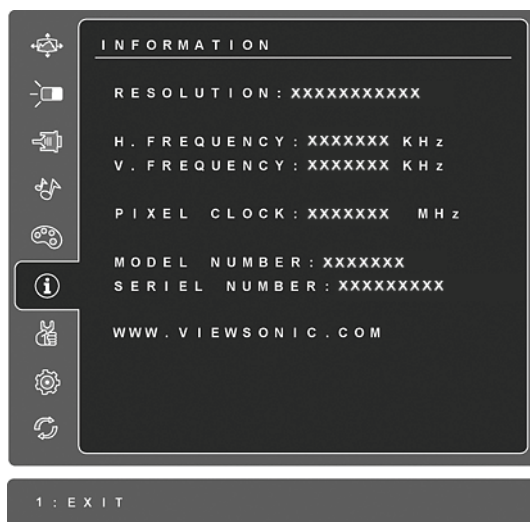 INFORMATION
RESOLUTION: XXXXXXXXXXX
H. FREQUENCY: XXXXXXX KHz
V. FREQUENCY: XXXXXXX KHz
PIXEL CLOCK: XXXXXXX MHz
MODEL NUMBER: XXXXXXX
SERIEL NUMBER: XXXXXXXXX
WWW.VIEWSONIC.COM
1:EXIT